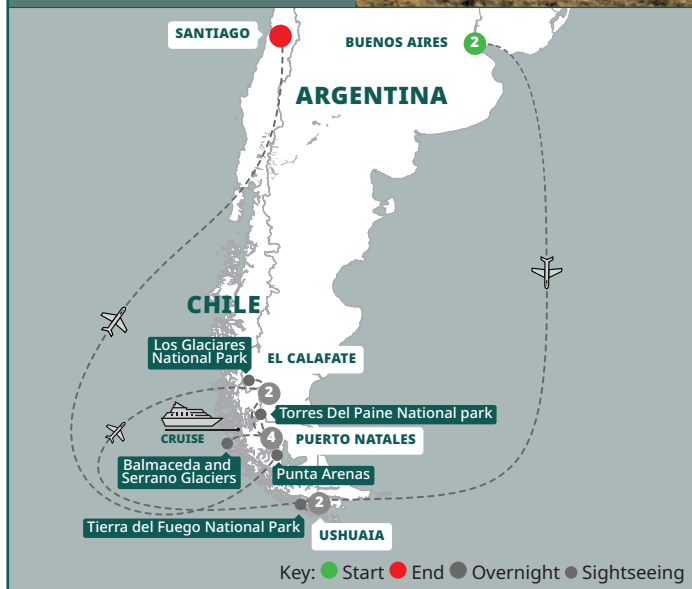 SANTIAGO
BUENOS AIRES
2
ARGENTINA
CHILE
Los Glaciares
National Park
EL CALAFATE
2
Torres Del Paine National park
CRUISE
4
PUERTO NATALES
Balmaceda and
Serrano Glaciers
Punta Arenas
Tierra del Fuego National Park
2
USHUAIA
Key: Start End Overnight Sightseeing